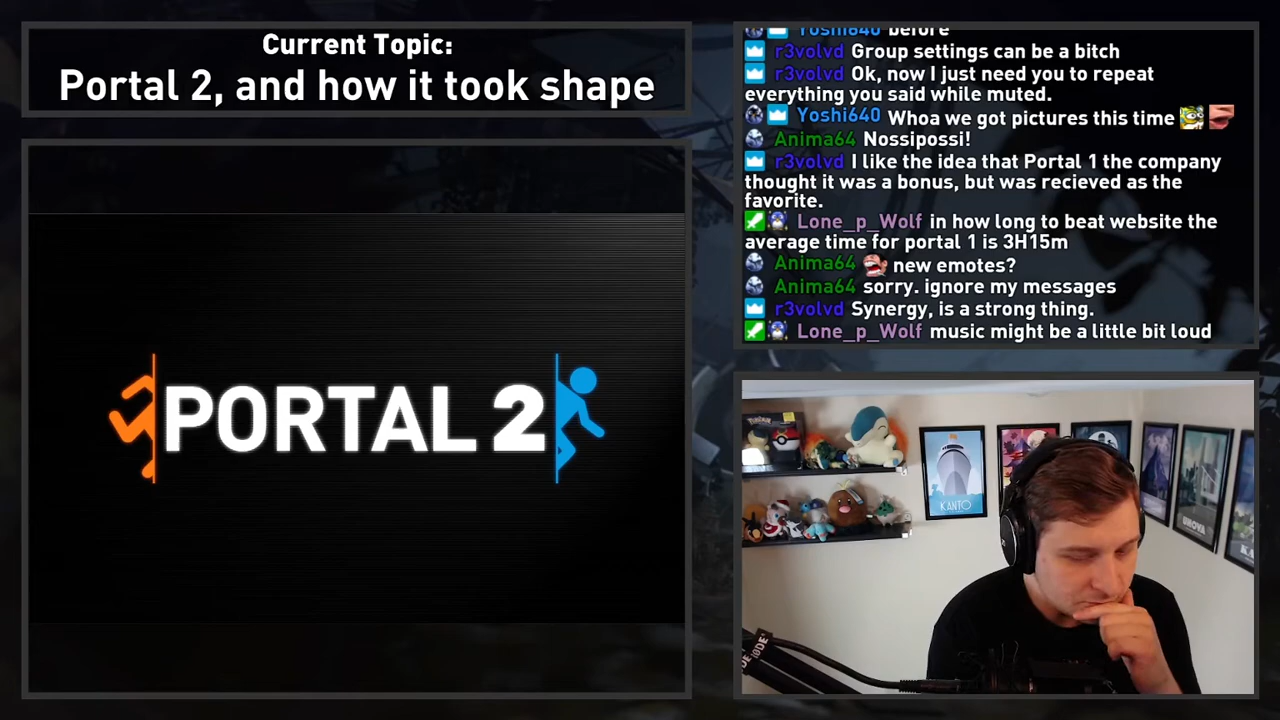 Current Topic:
Portal 2, and how it took shape
Yoshi640 before
r3volvd Group settings can be a bitch
r3volvd Ok, now I just need you to repeat
everything you said while muted.
Yoshi640 Whoa we got pictures this time
Anima64 Nossipossi!
r3volvd I like the idea that Portal 1 the company
thought it was a bonus, but was recieved as the
favorite.
Lone_p_Wolf in how long to beat website the
average time for portal 1 is 3H15m
Anima64 new emotes?
Anima64 sorry. ignore my messages
r3volvd Synergy, is a strong thing.
Lone_p_Wolf music might be a little bit loud
PORTAL 2
KANTO
UNOVA